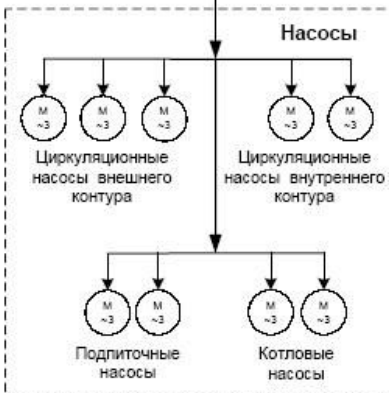 Насосы
М М М М М
~3 ~3 ~3 ~3 ~3
Циркуляционные
насосы внешнего
контура
Циркуляционные
насосы внутреннего
контура
М М М М
~3 ~3 ~3 ~3
Подпиточные
насосы
Котловые
насосы